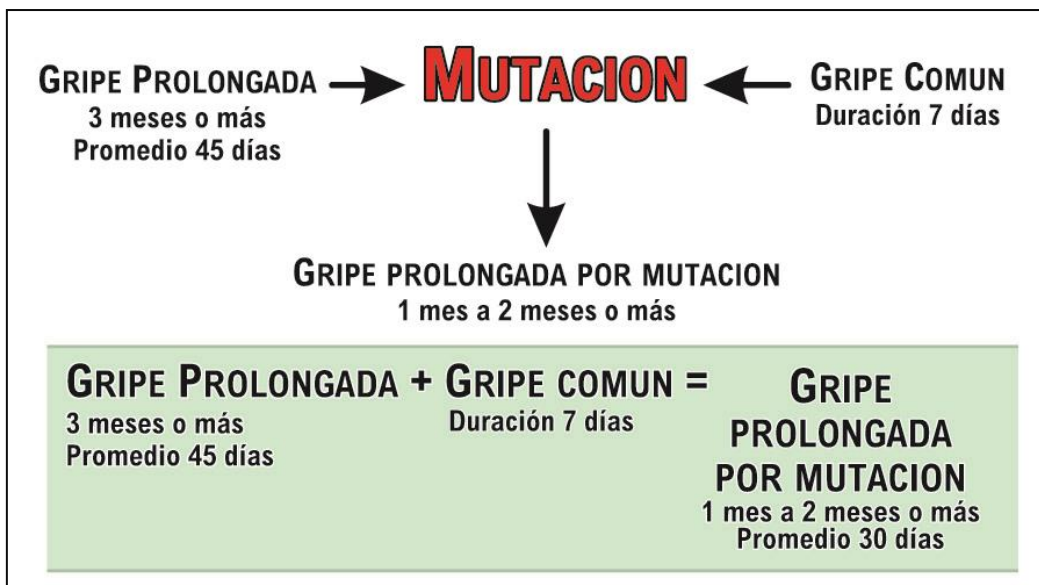 GRIPE PROLONGADA
3 meses o más
Promedio 45 días
MUTACION
GRIPE COMUN
Duración 7 días
GRIPE PROLONGADA POR MUTACION
1 mes a 2 meses o más
GRIPE PROLONGADA + GRIPE COMUN =
3 meses o más
Promedio 45 días
Duración 7 días
GRIPE
PROLONGADA
POR MUTACION
1 mes a 2 meses o más
Promedio 30 días